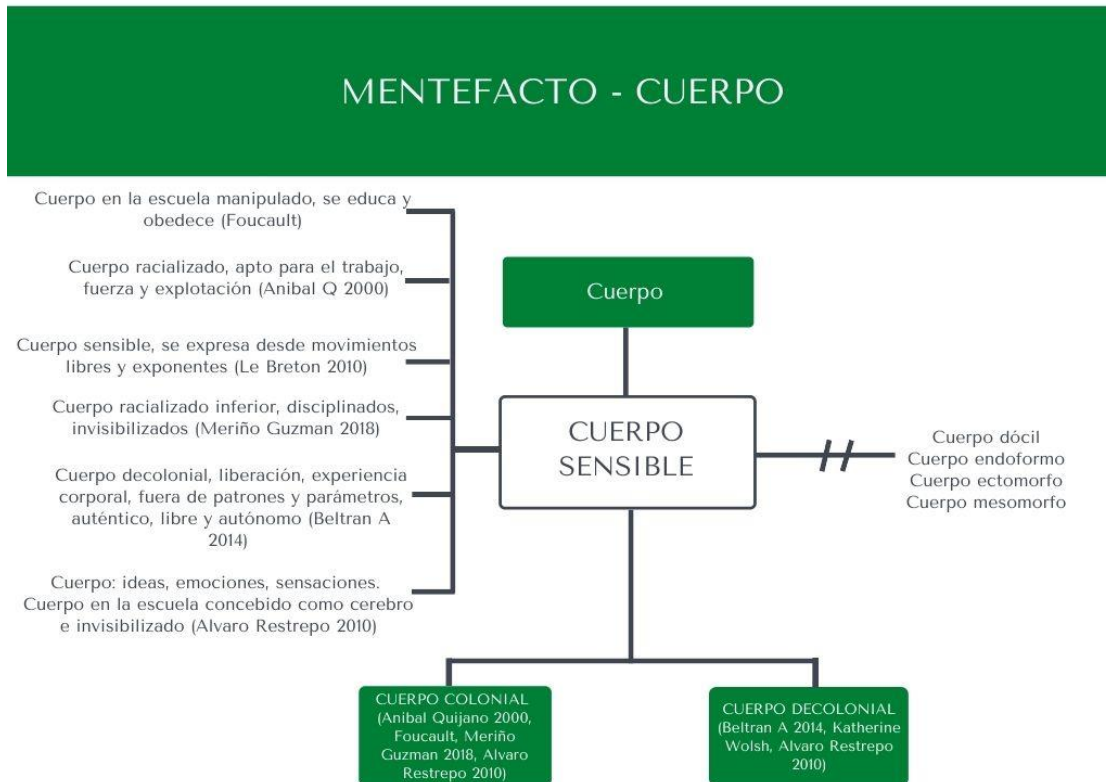 MENTEFACTO - CUERPO
Cuerpo en la escuela manipulado, se educa y
obedece (Foucault)
Cuerpo racializado, apto para el trabajo,
fuerza y explotación (Anibal Q 2000)
Cuerpo sensible, se expresa desde movimientos
libres y exponentes (Le Breton 2010)
Cuerpo racializado inferior, disciplinados,
invisibilizados (Meriño Guzman 2018)
Cuerpo decolonial, liberación, experiencia
corporal, fuera de patrones y parámetros,
auténtico, libre y autónomo (Beltran A
2014)
Cuerpo: ideas, emociones, sensaciones.
Cuerpo en la escuela concebido como cerebro
e invisibilizado (Alvaro Restrepo 2010)
Cuerpo
CUERPO
SENSIBLE
Cuerpo dócil
Cuerpo endoformo
Cuerpo ectomorfo
Cuerpo mesomorfo
CUERPO COLONIAL
(Anibal Quijano 2000,
Foucault, Meriño
Guzman 2018, Alvaro
Restrepo 2010)
CUERPO DECOLONIAL
(Beltran A 2014, Katherine
Wolsh, Alvaro Restrepo
2010)